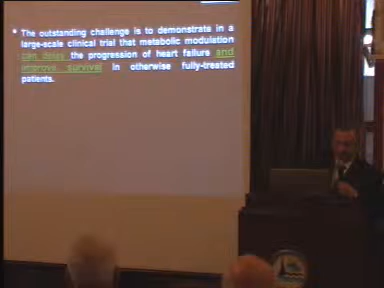 The outstanding challenge is to demonstrate in a
large-scale clinical trial that metabolic modulation
can slow the progression of heart failure and
improve survival in otherwise fully-treated
patients.